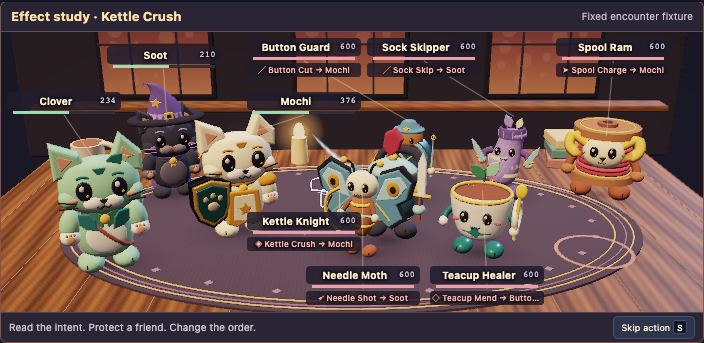 Effect study · Kettle Crush
Fixed encounter fixture
Soot 210
Button Guard 600
Button Cut → Mochi
Sock Skipper 600
Sock Skip → Soot
Spool Ram 600
Spool Charge → Mochi
Clover 234
Mochi 376
Kettle Knight 600
Kettle Crush → Mochi
Needle Moth 600
Needle Shot → Soot
Teacup Healer 600
Teacup Mend → Butto...
Read the intent. Protect a friend. Change the order.
Skip action S